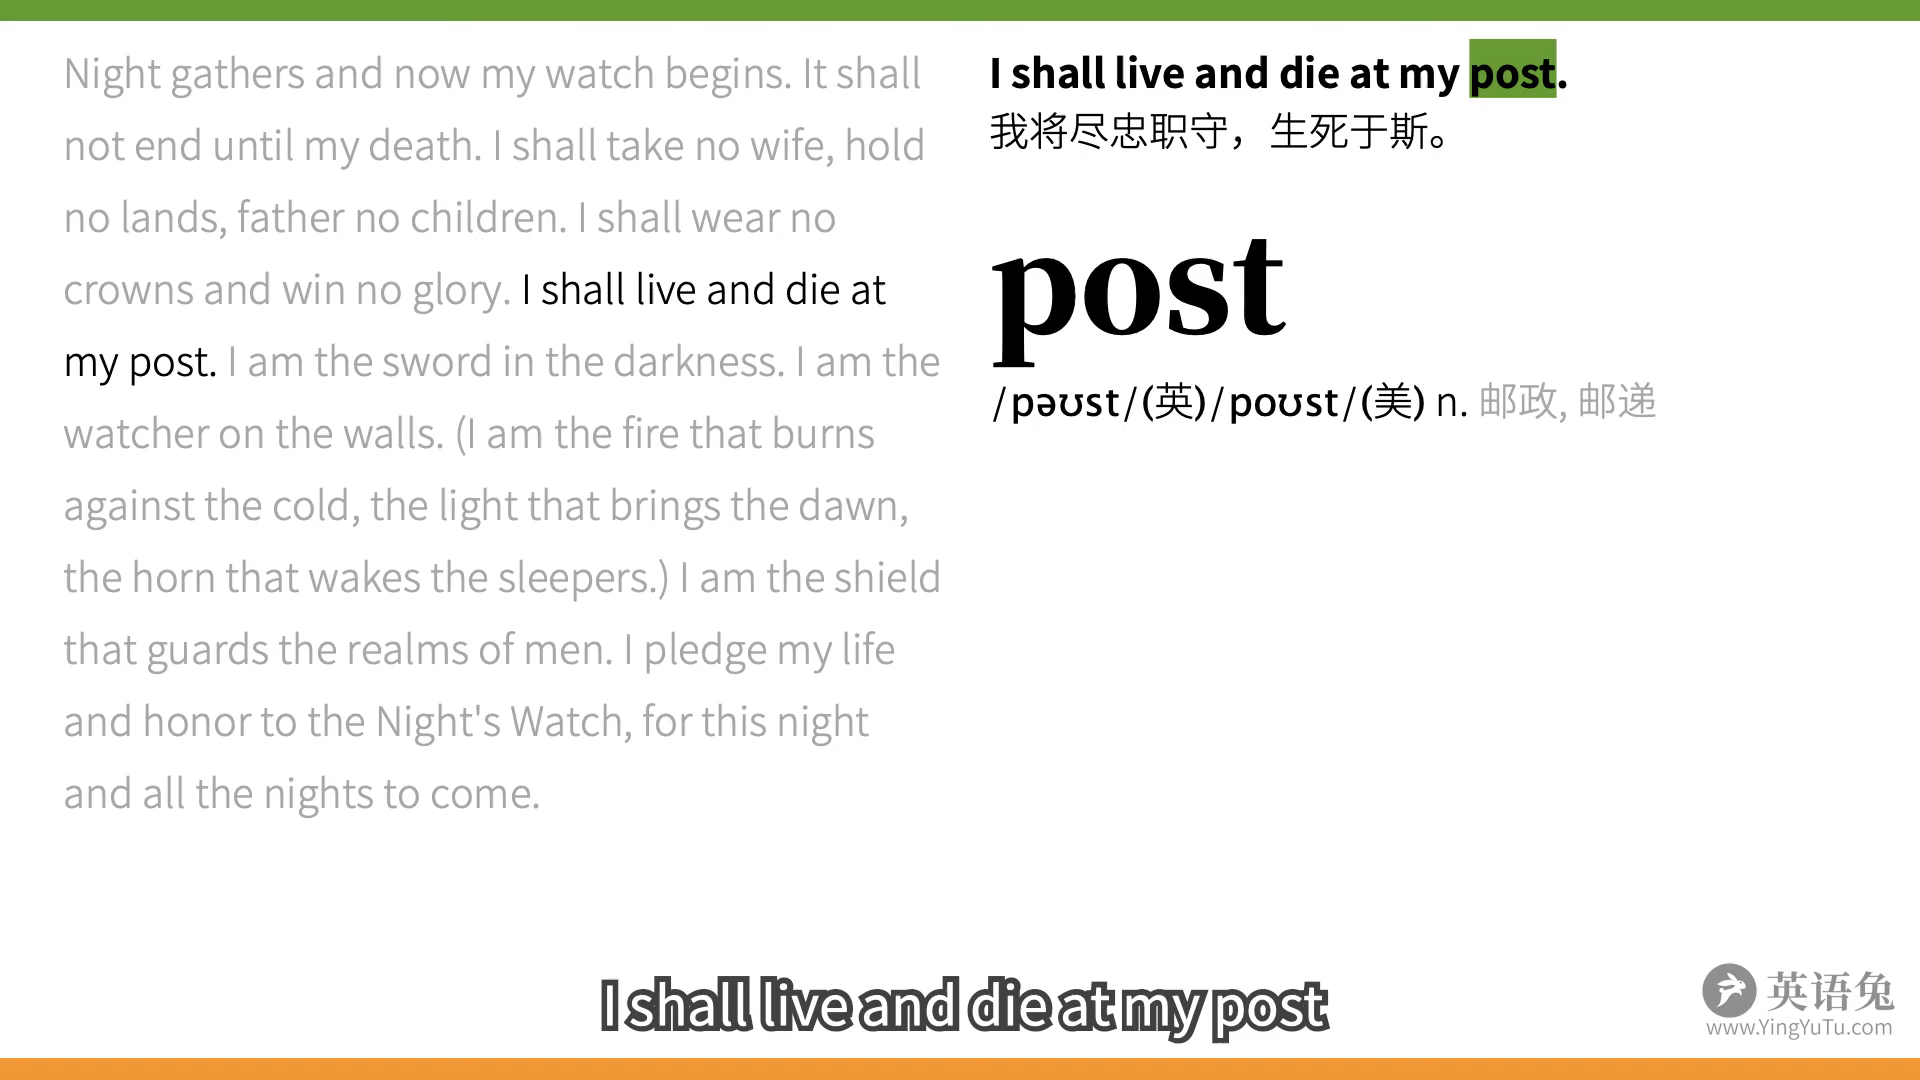 Night gathers and now my watch begins. It shall
not end until my death. I shall take no wife, hold
no lands, father no children. I shall wear no
crowns and win no glory. I shall live and die at
my post. I am the sword in the darkness. I am the
watcher on the walls. (I am the fire that burns
against the cold, the light that brings the dawn,
the horn that wakes the sleepers.) I am the shield
that guards the realms of men. I pledge my life
and honor to the Night's Watch, for this night
and all the nights to come.
I shall live and die at my post.
我将尽忠职守，生死于斯。
post
/pəʊst/(英)/poʊst/(美) n. 邮政, 邮递
I shall live and die at my post
英语兔
www.YingYuTu.com